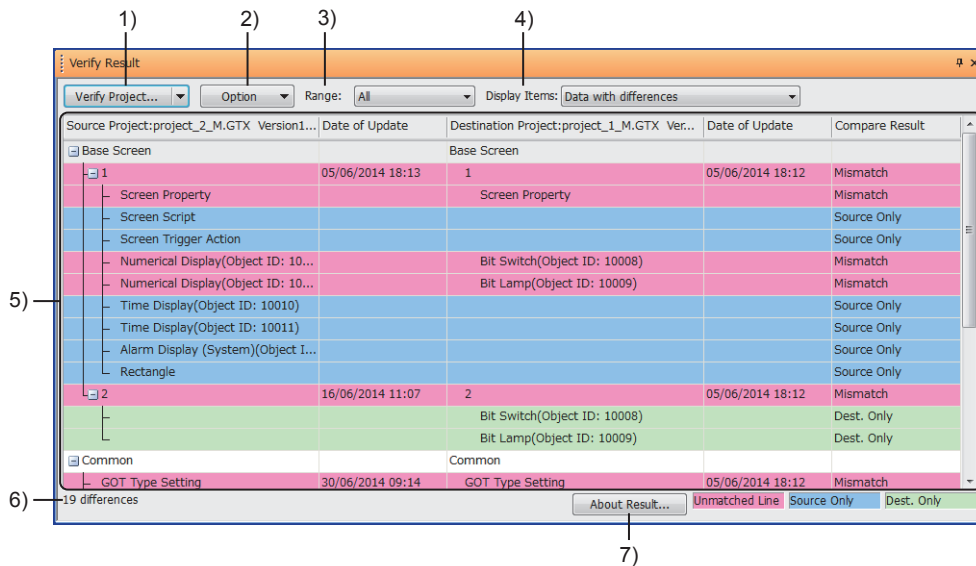 1) 2) 3) 4)
Verify Result
Verify Project... Option Range: All Display Items: Data with differences
Source Project:project_2_M.GTX Version1... Date of Update Destination Project:project_1_M.GTX Ver... Date of Update Compare Result
Base Screen Base Screen
1 05/06/2014 18:13 1 05/06/2014 18:12 Mismatch
Screen Property Screen Property Mismatch
Screen Script Source Only
Screen Trigger Action Source Only
Numerical Display(Object ID: 10... Bit Switch(Object ID: 10008) Mismatch
Numerical Display(Object ID: 10... Bit Lamp(Object ID: 10009) Mismatch
5)
Time Display(Object ID: 10010) Source Only
Time Display(Object ID: 10011) Source Only
Alarm Display (System)(Object I... Source Only
Rectangle Source Only
2 16/06/2014 11:07 2 05/06/2014 18:12 Mismatch
Bit Switch(Object ID: 10008) Dest. Only
Bit Lamp(Object ID: 10009) Dest. Only
Common Common
GOT Type Setting 30/06/2014 09:14 GOT Type Setting 05/06/2014 18:12 Mismatch
6) 19 differences About Result... Unmatched Line Source Only Dest. Only
7)